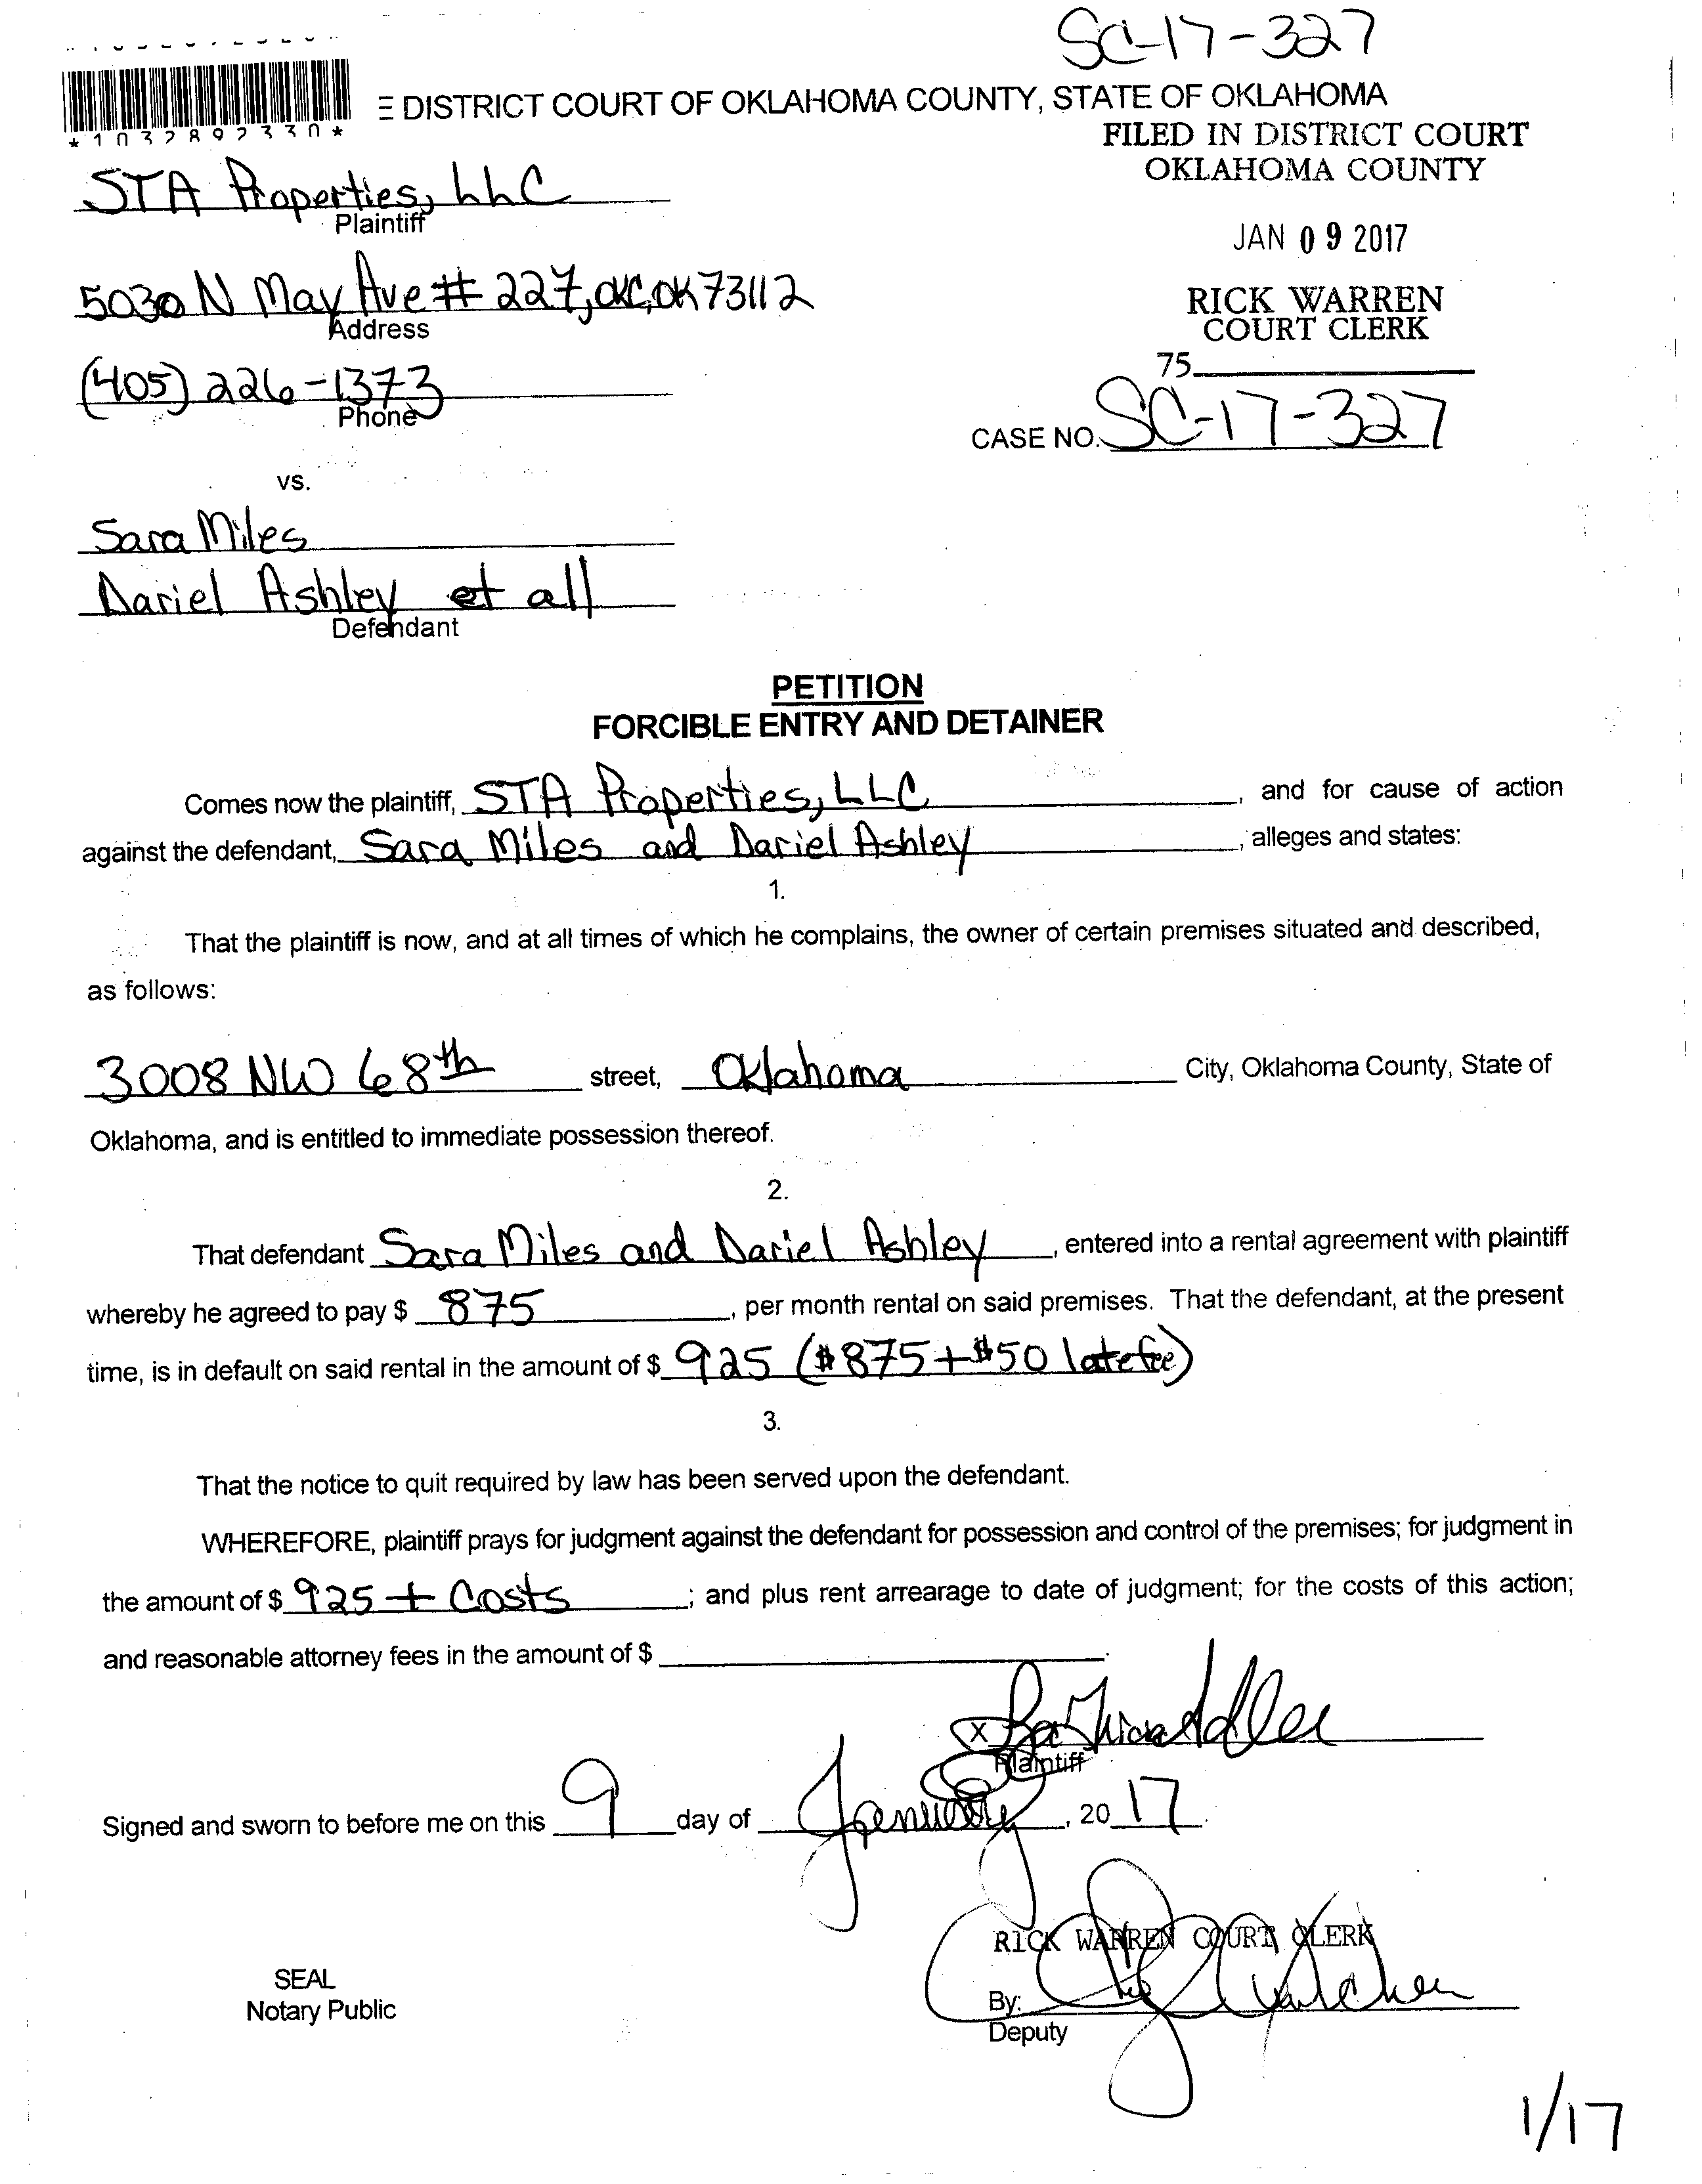 SC-17-327
E DISTRICT COURT OF OKLAHOMA COUNTY, STATE OF OKLAHOMA
*1032892330*
FILED IN DISTRICT COURT
OKLAHOMA COUNTY
STA Properties, LLC
Plaintiff
JAN 09 2017
5030 N May Ave # 227, OKC, OK 73112
Address
RICK WARREN
COURT CLERK
(405) 226-1373
Phone
75
CASE NO. SC-17-327
vs.
Sara Miles
Dariel Ashley et all
Defendant
PETITION
FORCIBLE ENTRY AND DETAINER
Comes now the plaintiff, STA Properties, LLC, and for cause of action
against the defendant, Sara Miles and Dariel Ashley, alleges and states:
1.
That the plaintiff is now, and at all times of which he complains, the owner of certain premises situated and described,
as follows:
3008 NW 68th street, Oklahoma City, Oklahoma County, State of
Oklahoma, and is entitled to immediate possession thereof.
2.
That defendant Sara Miles and Dariel Ashley, entered into a rental agreement with plaintiff
whereby he agreed to pay $ 875, per month rental on said premises. That the defendant, at the present
time, is in default on said rental in the amount of $ 925 ($875+$50 late fee)
3.
That the notice to quit required by law has been served upon the defendant.
WHEREFORE, plaintiff prays for judgment against the defendant for possession and control of the premises; for judgment in
the amount of $ 925 + Costs; and plus rent arrearage to date of judgment; for the costs of this action;
and reasonable attorney fees in the amount of $
X
Plaintiff
Signed and sworn to before me on this 9 day of January, 20 17.
RICK WARREN COURT CLERK
SEAL
Notary Public
By:
Deputy
1/17